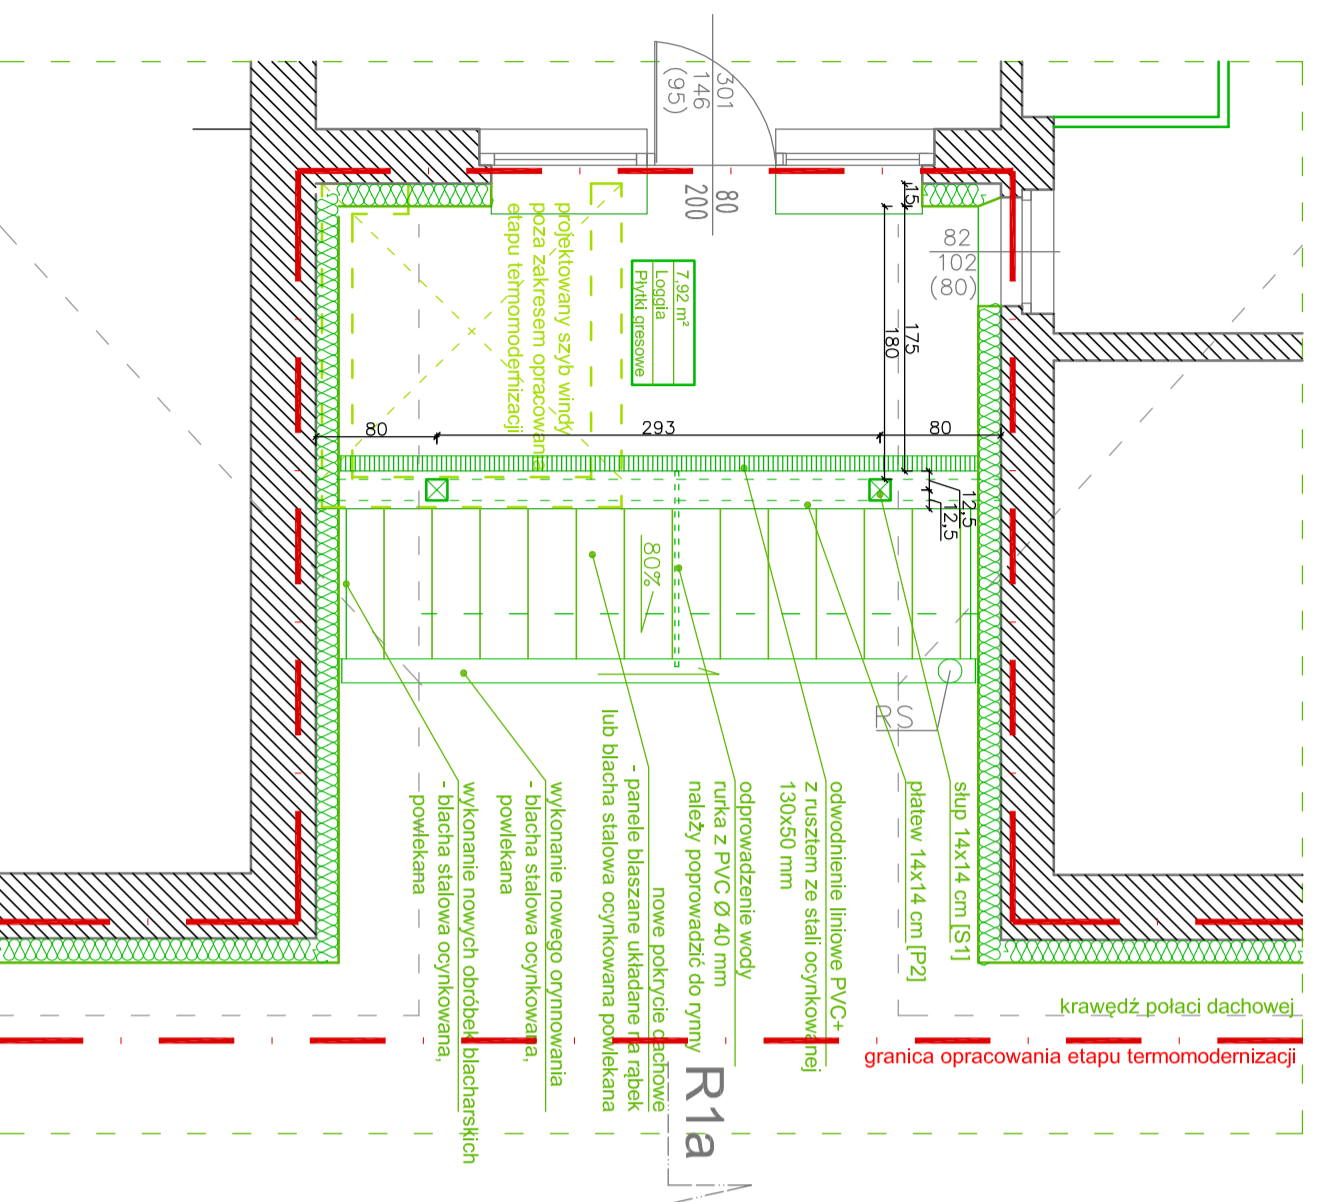 301
146
(95)
80
200
15
82
102
(80)
175
180
projektowany szyb windy
poza zakresem opracowania
etapu termomodernizacji
7,92 m²
Loggia
Płytki gresowe
80
293
80
12,5
12,5
80%
RS
słup 14x14 cm [S1]
płatew 14x14 cm [P2]
odwodnienie liniowe PVC+
z rusztem ze stali ocynkowanej
130x50 mm
odprowadzenie wody
rurka z PVC Ø 40 mm
należy poprowadzić do rynny
nowe pokrycie dachowe
- panele blaszane układane na rąbek
lub blacha stalowa ocynkowana powlekana
wykonanie nowego orynnowania
- blacha stalowa ocynkowana,
powlekana
wykonanie nowych obróbek blacharskich
- blacha stalowa ocynkowana,
powlekana
krawędź połaci dachowej
granica opracowania etapu termomodernizacji
R1a